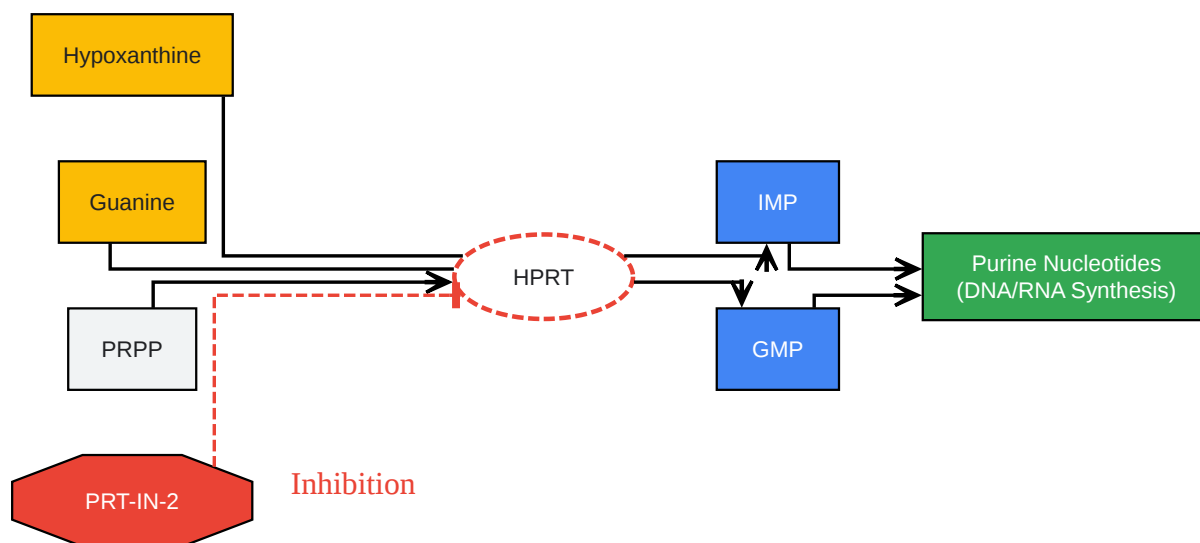 Hypoxanthine
Guanine
PRPP
PRT-IN-2
Inhibition
HPRT
IMP
GMP
Purine Nucleotides
(DNA/RNA Synthesis)